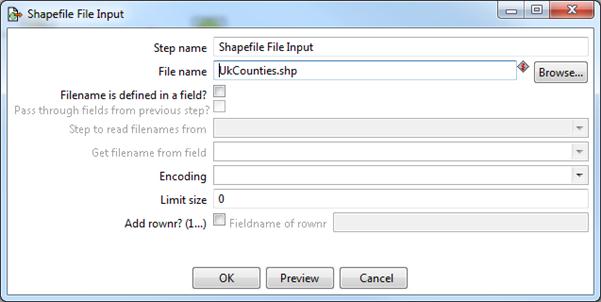 Shapefile File Input
Step name Shapefile File Input
File name UkCounties.shp Browse...
Filename is defined in a field?
Pass through fields from previous step?
Step to read filenames from
Get filename from field
Encoding
Limit size 0
Add rownr? (1...) Fieldname of rownr
OK Preview Cancel